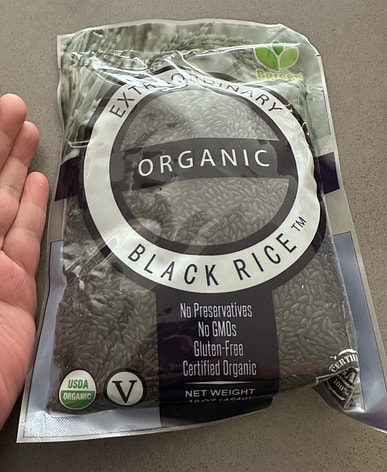 EXTRAORDINARY
ORGANIC
BLACK RICE™
No Preservatives
No GMOs
Gluten-Free
Certified Organic
USDA
ORGANIC
V
NET WEIGHT